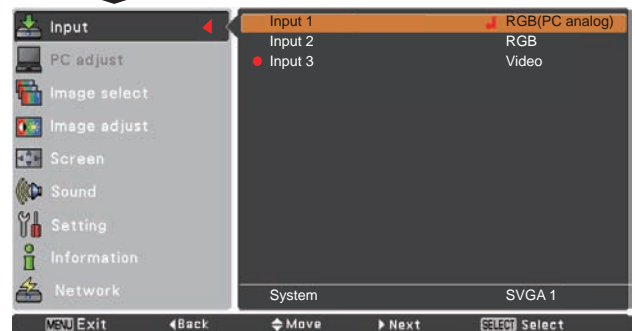 Input
PC adjust
Image select
Image adjust
Screen
Sound
Setting
Information
Network
Input 1 RGB(PC analog)
Input 2 RGB
Input 3 Video
System SVGA 1
MENU Exit Back Move Next SELECT Select